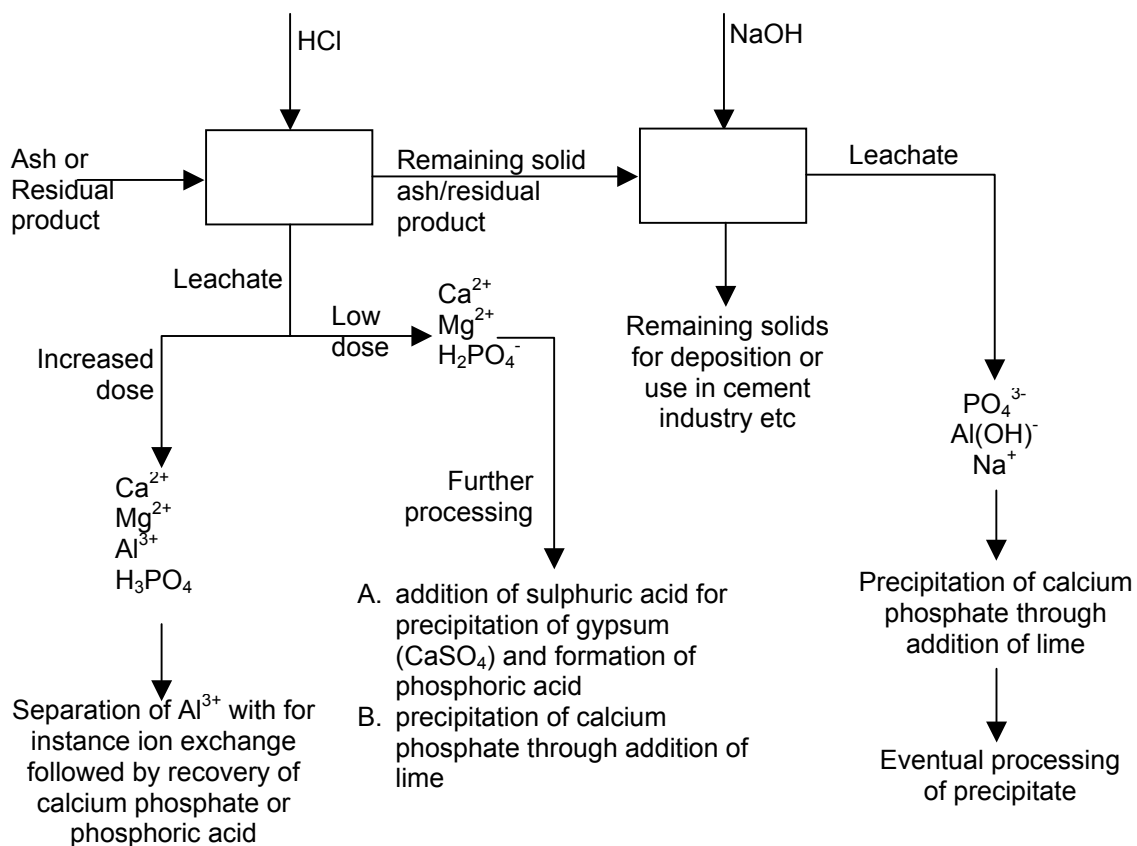 HCl
NaOH
Ash or
Residual
product
Remaining solid
ash/residual
product
Leachate
Leachate
Low
dose
Ca²⁺
Mg²⁺
H₂PO₄⁻
Increased
dose
Remaining solids
for deposition or
use in cement
industry etc
PO₄³⁻
Al(OH)⁻
Na⁺
Ca²⁺
Mg²⁺
Al³⁺
H₃PO₄
Further
processing
A. addition of sulphuric acid for
precipitation of gypsum
(CaSO₄) and formation of
phosphoric acid
B. precipitation of calcium
phosphate through addition of
lime
Precipitation of calcium
phosphate through
addition of lime
Separation of Al³⁺ with for
instance ion exchange
followed by recovery of
calcium phosphate or
phosphoric acid
Eventual processing
of precipitate